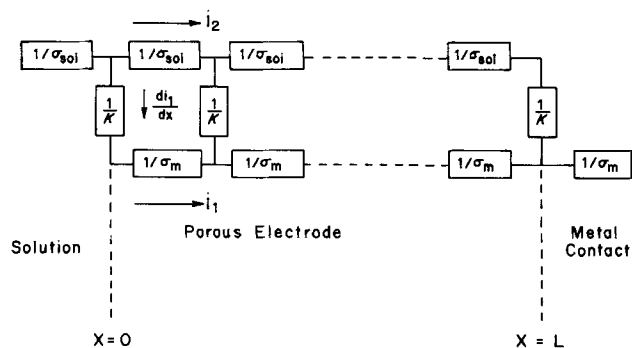 i2
1/σsol 1/σsol 1/σsol 1/σsol
1/K di1/dx 1/K 1/K
1/σm 1/σm 1/σm 1/σm
i1
Solution Porous Electrode Metal Contact
X=0 X = L